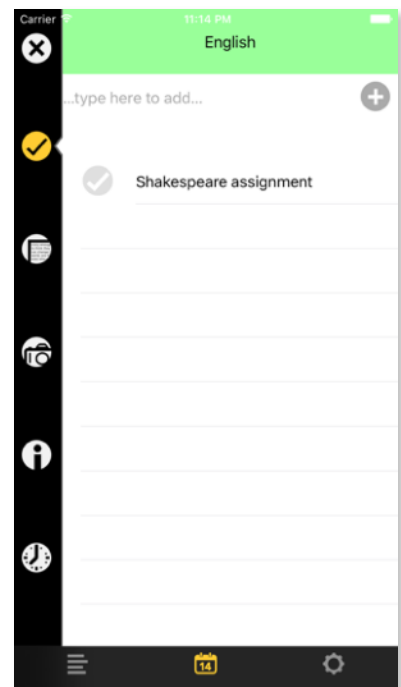 Carrier 11:14 PM
English
...type here to add...
Shakespeare assignment
14